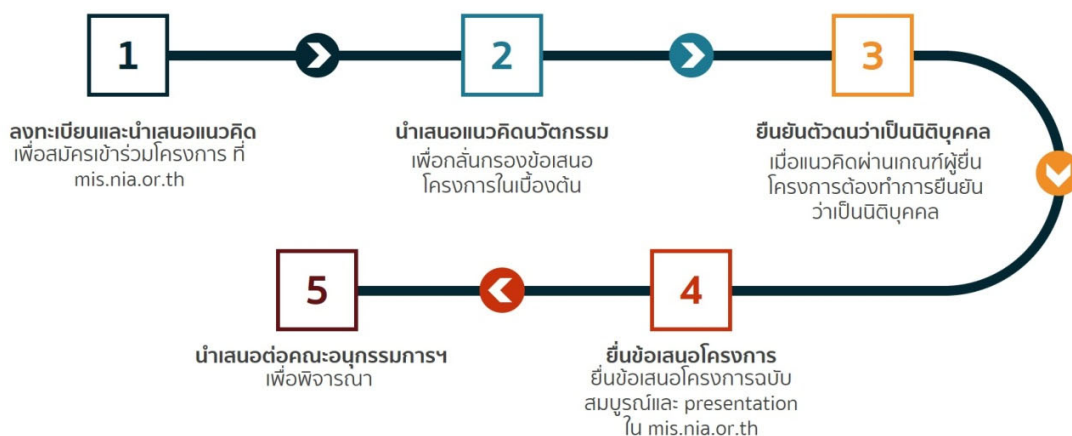 1
ลงทะเบียนและนำเสนอแนวคิด
เพื่อสมัครเข้าร่วมโครงการ ที่
mis.nia.or.th
2
นำเสนอแนวคิดนวัตกรรม
เพื่อกลั่นกรองข้อเสนอ
โครงการในเบื้องต้น
3
ยืนยันตัวตนว่าเป็นนิติบุคคล
เมื่อแนวคิดผ่านเกณฑ์ผู้ยื่น
โครงการต้องทำการยืนยัน
ว่าเป็นนิติบุคคล
4
ยื่นข้อเสนอโครงการ
ยื่นข้อเสนอโครงการฉบับ
สมบูรณ์และ presentation
ใน mis.nia.or.th
5
นำเสนอต่อคณะอนุกรรมการฯ
เพื่อพิจารณา